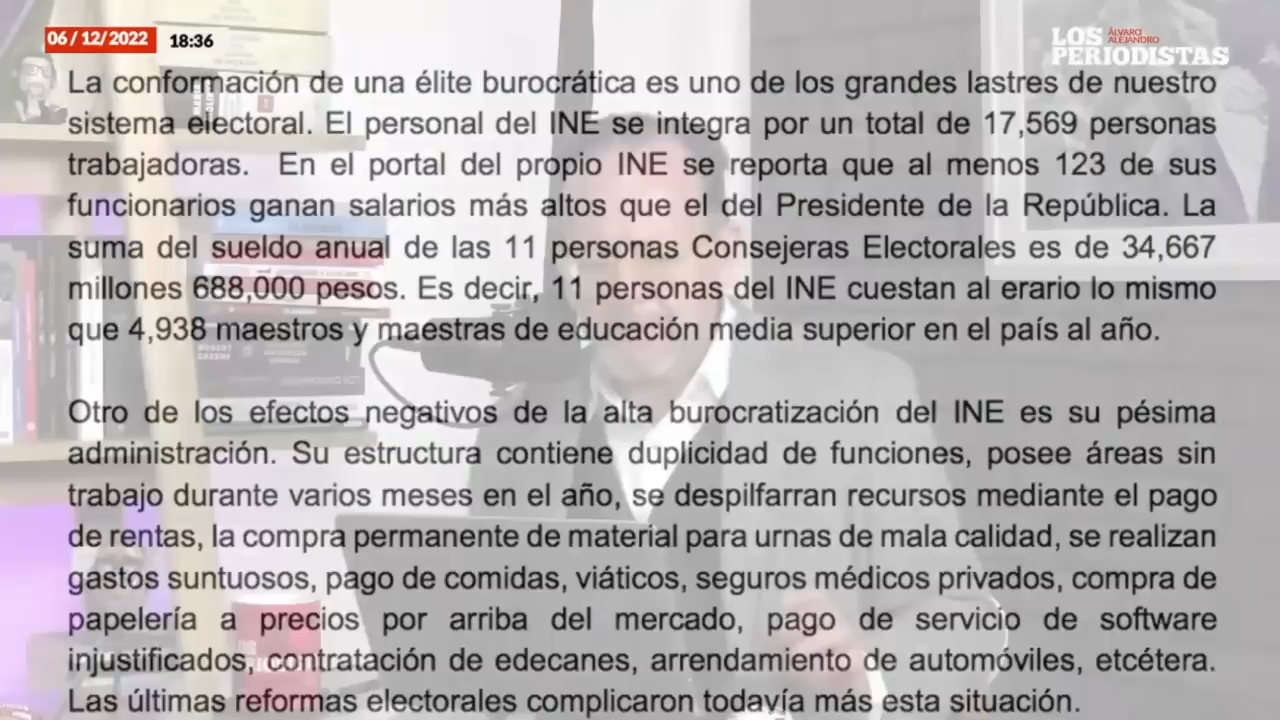 06/12/2022 18:36
LOS PERIODISTAS
ÁLVARO
ALEJANDRO
La conformación de una élite burocrática es uno de los grandes lastres de nuestro
sistema electoral. El personal del INE se integra por un total de 17,569 personas
trabajadoras. En el portal del propio INE se reporta que al menos 123 de sus
funcionarios ganan salarios más altos que el del Presidente de la República. La
suma del sueldo anual de las 11 personas Consejeras Electorales es de 34,667
millones 688,000 pesos. Es decir, 11 personas del INE cuestan al erario lo mismo
que 4,938 maestros y maestras de educación media superior en el país al año.
Otro de los efectos negativos de la alta burocratización del INE es su pésima
administración. Su estructura contiene duplicidad de funciones, posee áreas sin
trabajo durante varios meses en el año, se despilfarran recursos mediante el pago
de rentas, la compra permanente de material para urnas de mala calidad, se realizan
gastos suntuosos, pago de comidas, viáticos, seguros médicos privados, compra de
papelería a precios por arriba del mercado, pago de servicio de software
injustificados, contratación de edecanes, arrendamiento de automóviles, etcétera.
Las últimas reformas electorales complicaron todavía más esta situación.
ROBERT
GREENE